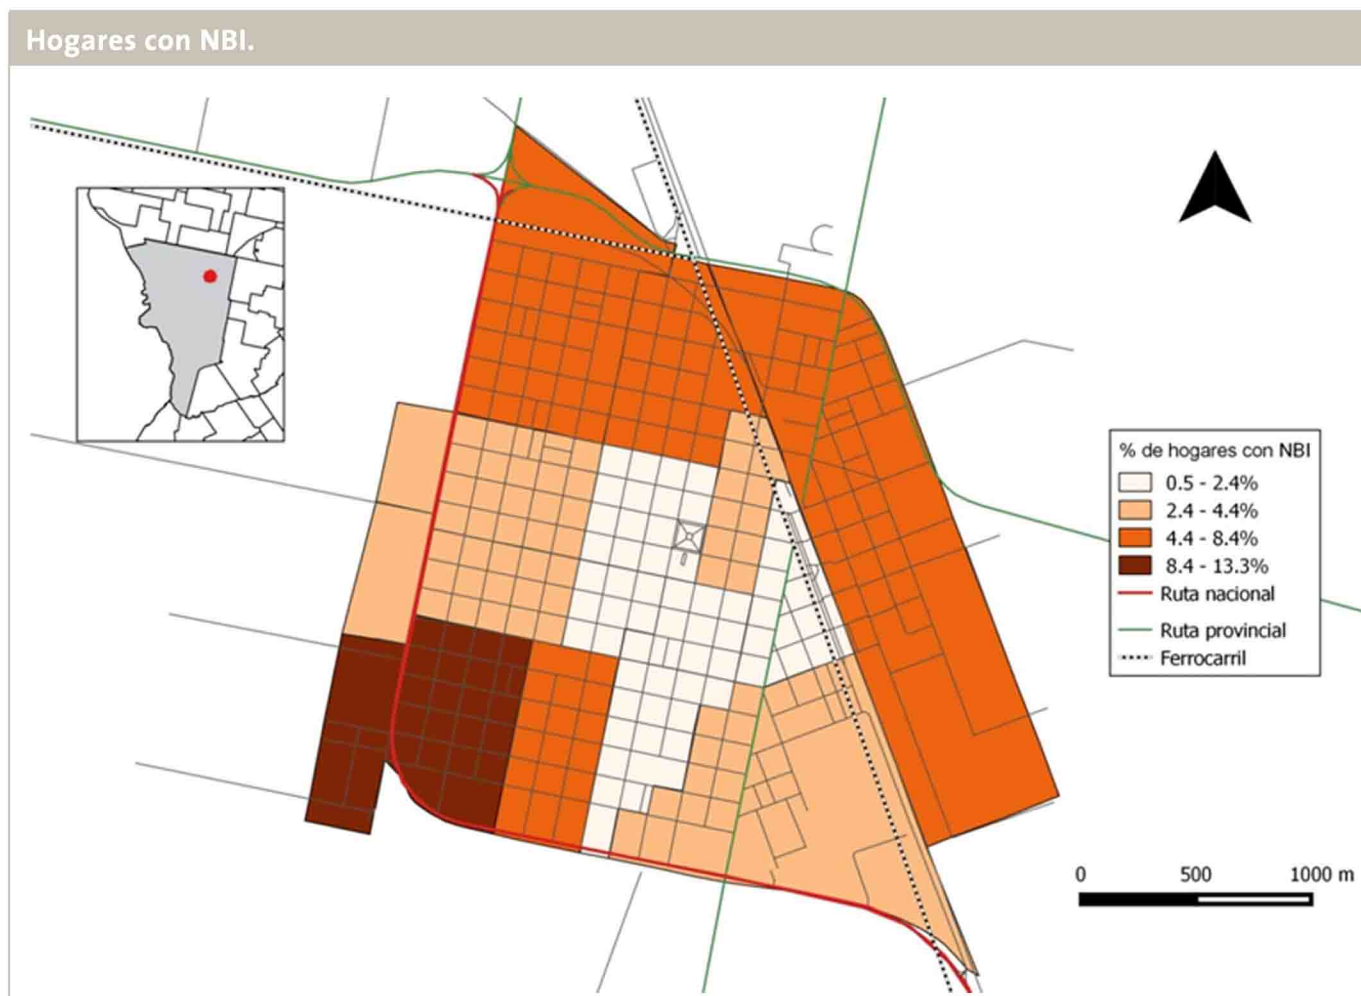 Hogares con NBI.
% de hogares con NBI
0.5 - 2.4%
2.4 - 4.4%
4.4 - 8.4%
8.4 - 13.3%
Ruta nacional
Ruta provincial
Ferrocarril
0 500 1000 m